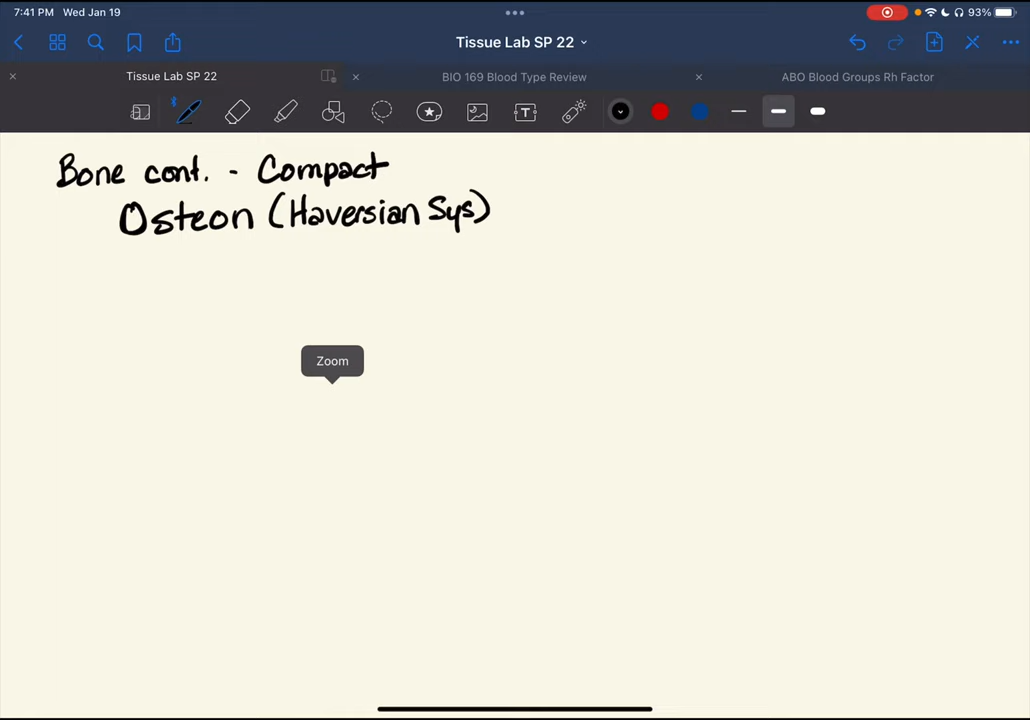 7:41 PM Wed Jan 19
93%
Tissue Lab SP 22
Tissue Lab SP 22
BIO 169 Blood Type Review
ABO Blood Groups Rh Factor
Bone cont. - Compact
Osteon (Haversian Sys)
Zoom